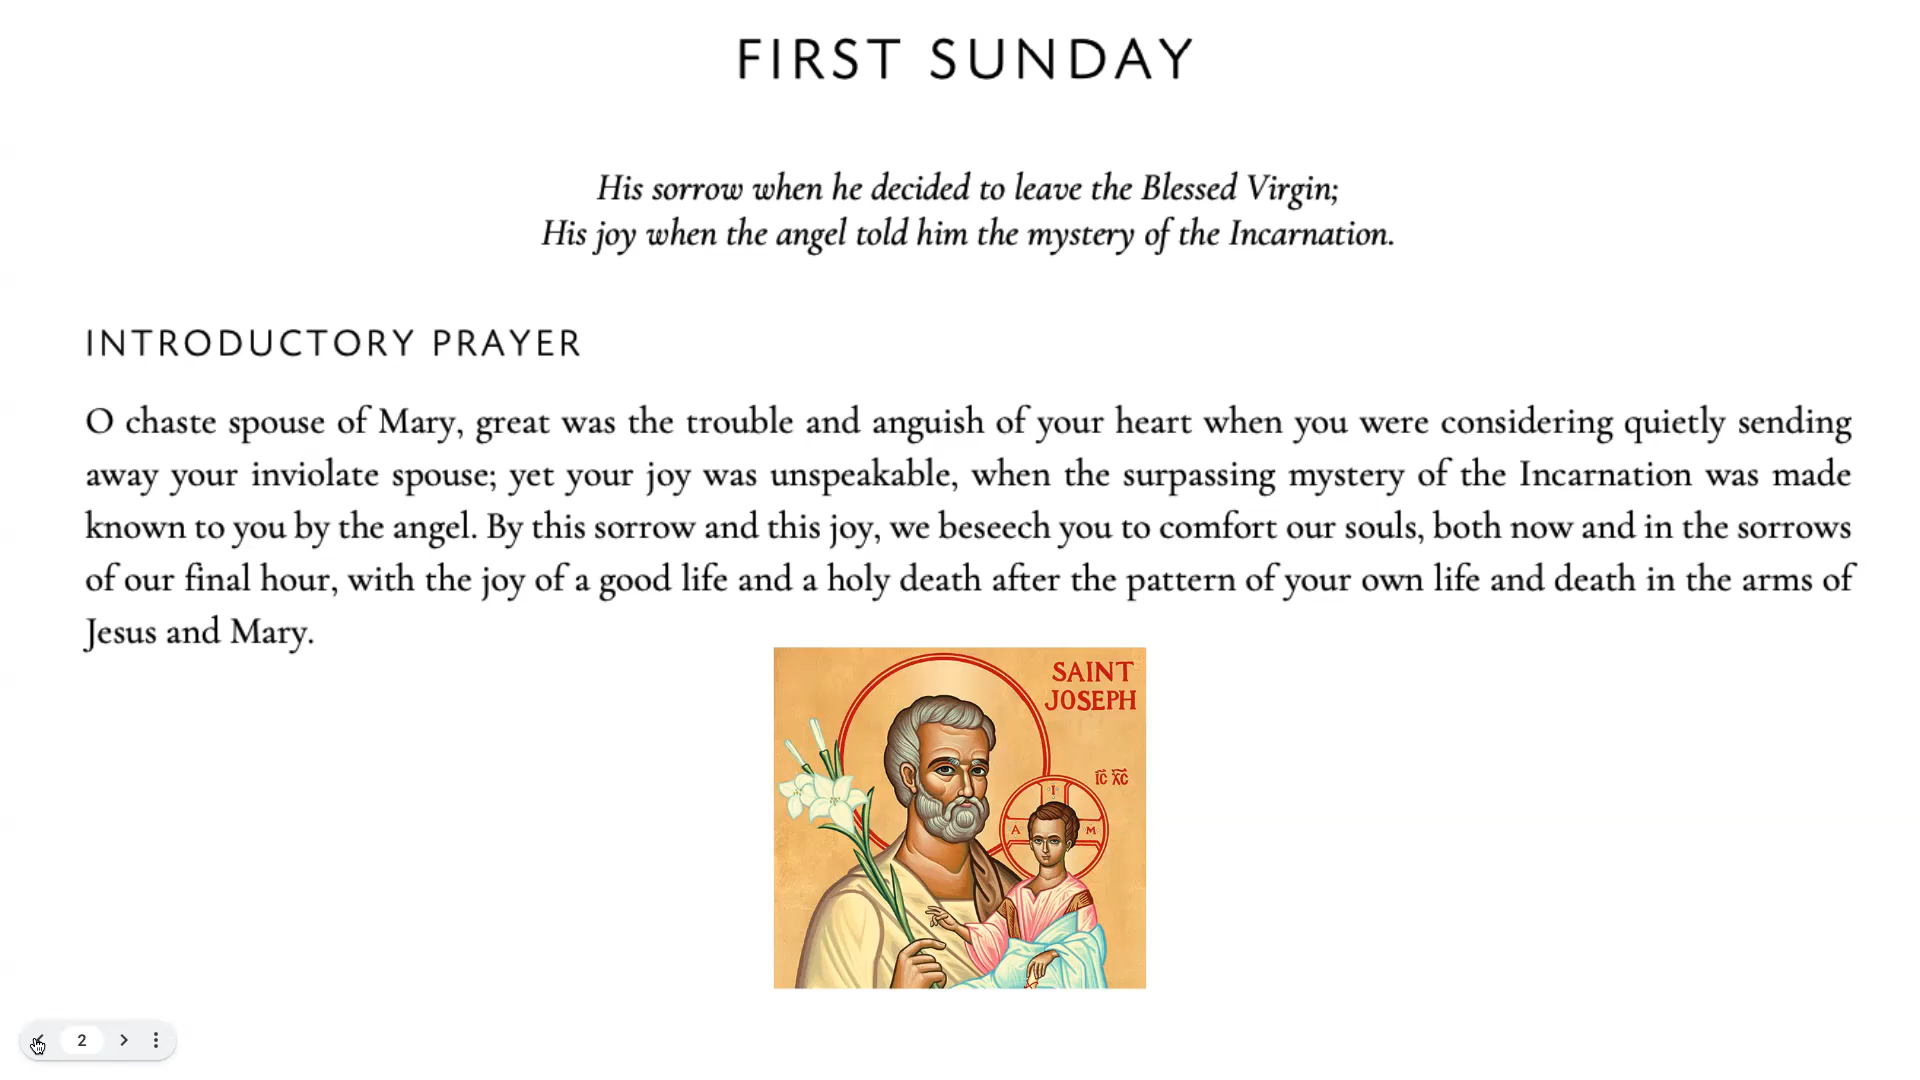 FIRST SUNDAY
His sorrow when he decided to leave the Blessed Virgin;
His joy when the angel told him the mystery of the Incarnation.
INTRODUCTORY PRAYER
O chaste spouse of Mary, great was the trouble and anguish of your heart when you were considering quietly sending
away your inviolate spouse; yet your joy was unspeakable, when the surpassing mystery of the Incarnation was made
known to you by the angel. By this sorrow and this joy, we beseech you to comfort our souls, both now and in the sorrows
of our final hour, with the joy of a good life and a holy death after the pattern of your own life and death in the arms of
Jesus and Mary.
SAINT
JOSEPH
IC XC
I
A M
2